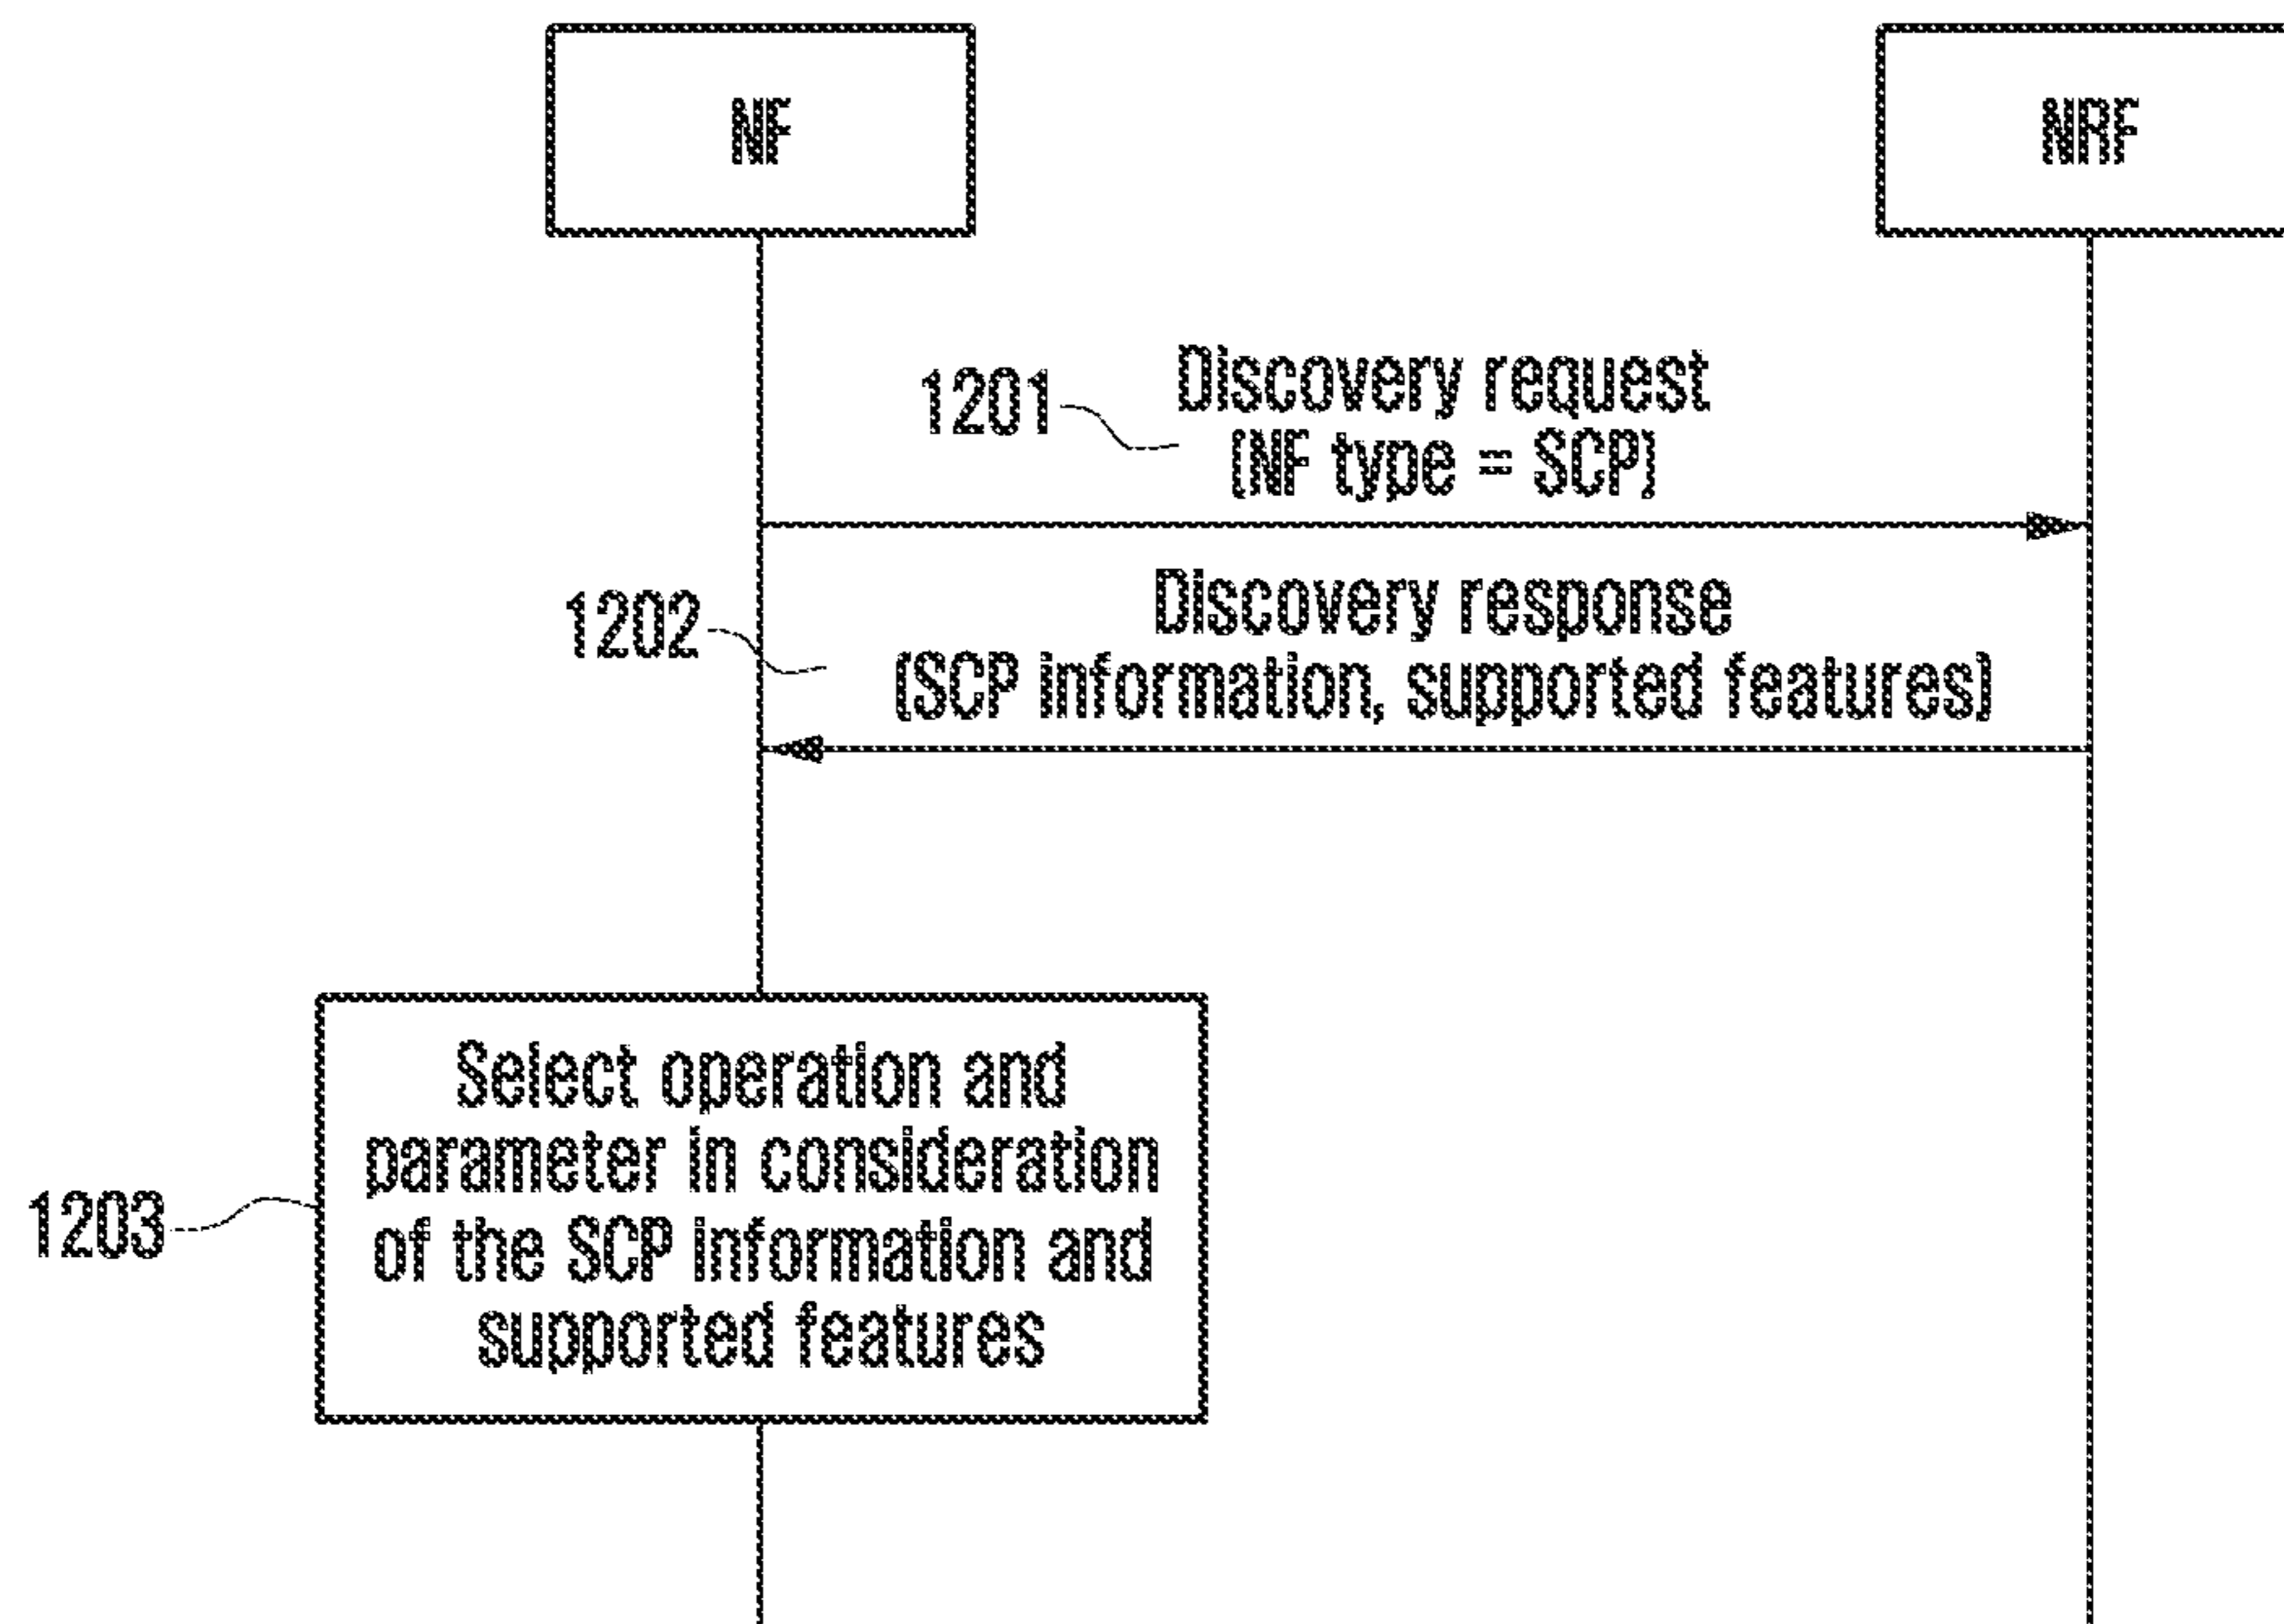 NF
NRF
1201
Discovery request
(NF type = SCP)
1202
Discovery response
(SCP information, supported features)
1203
Select operation and
parameter in consideration
of the SCP information and
supported features